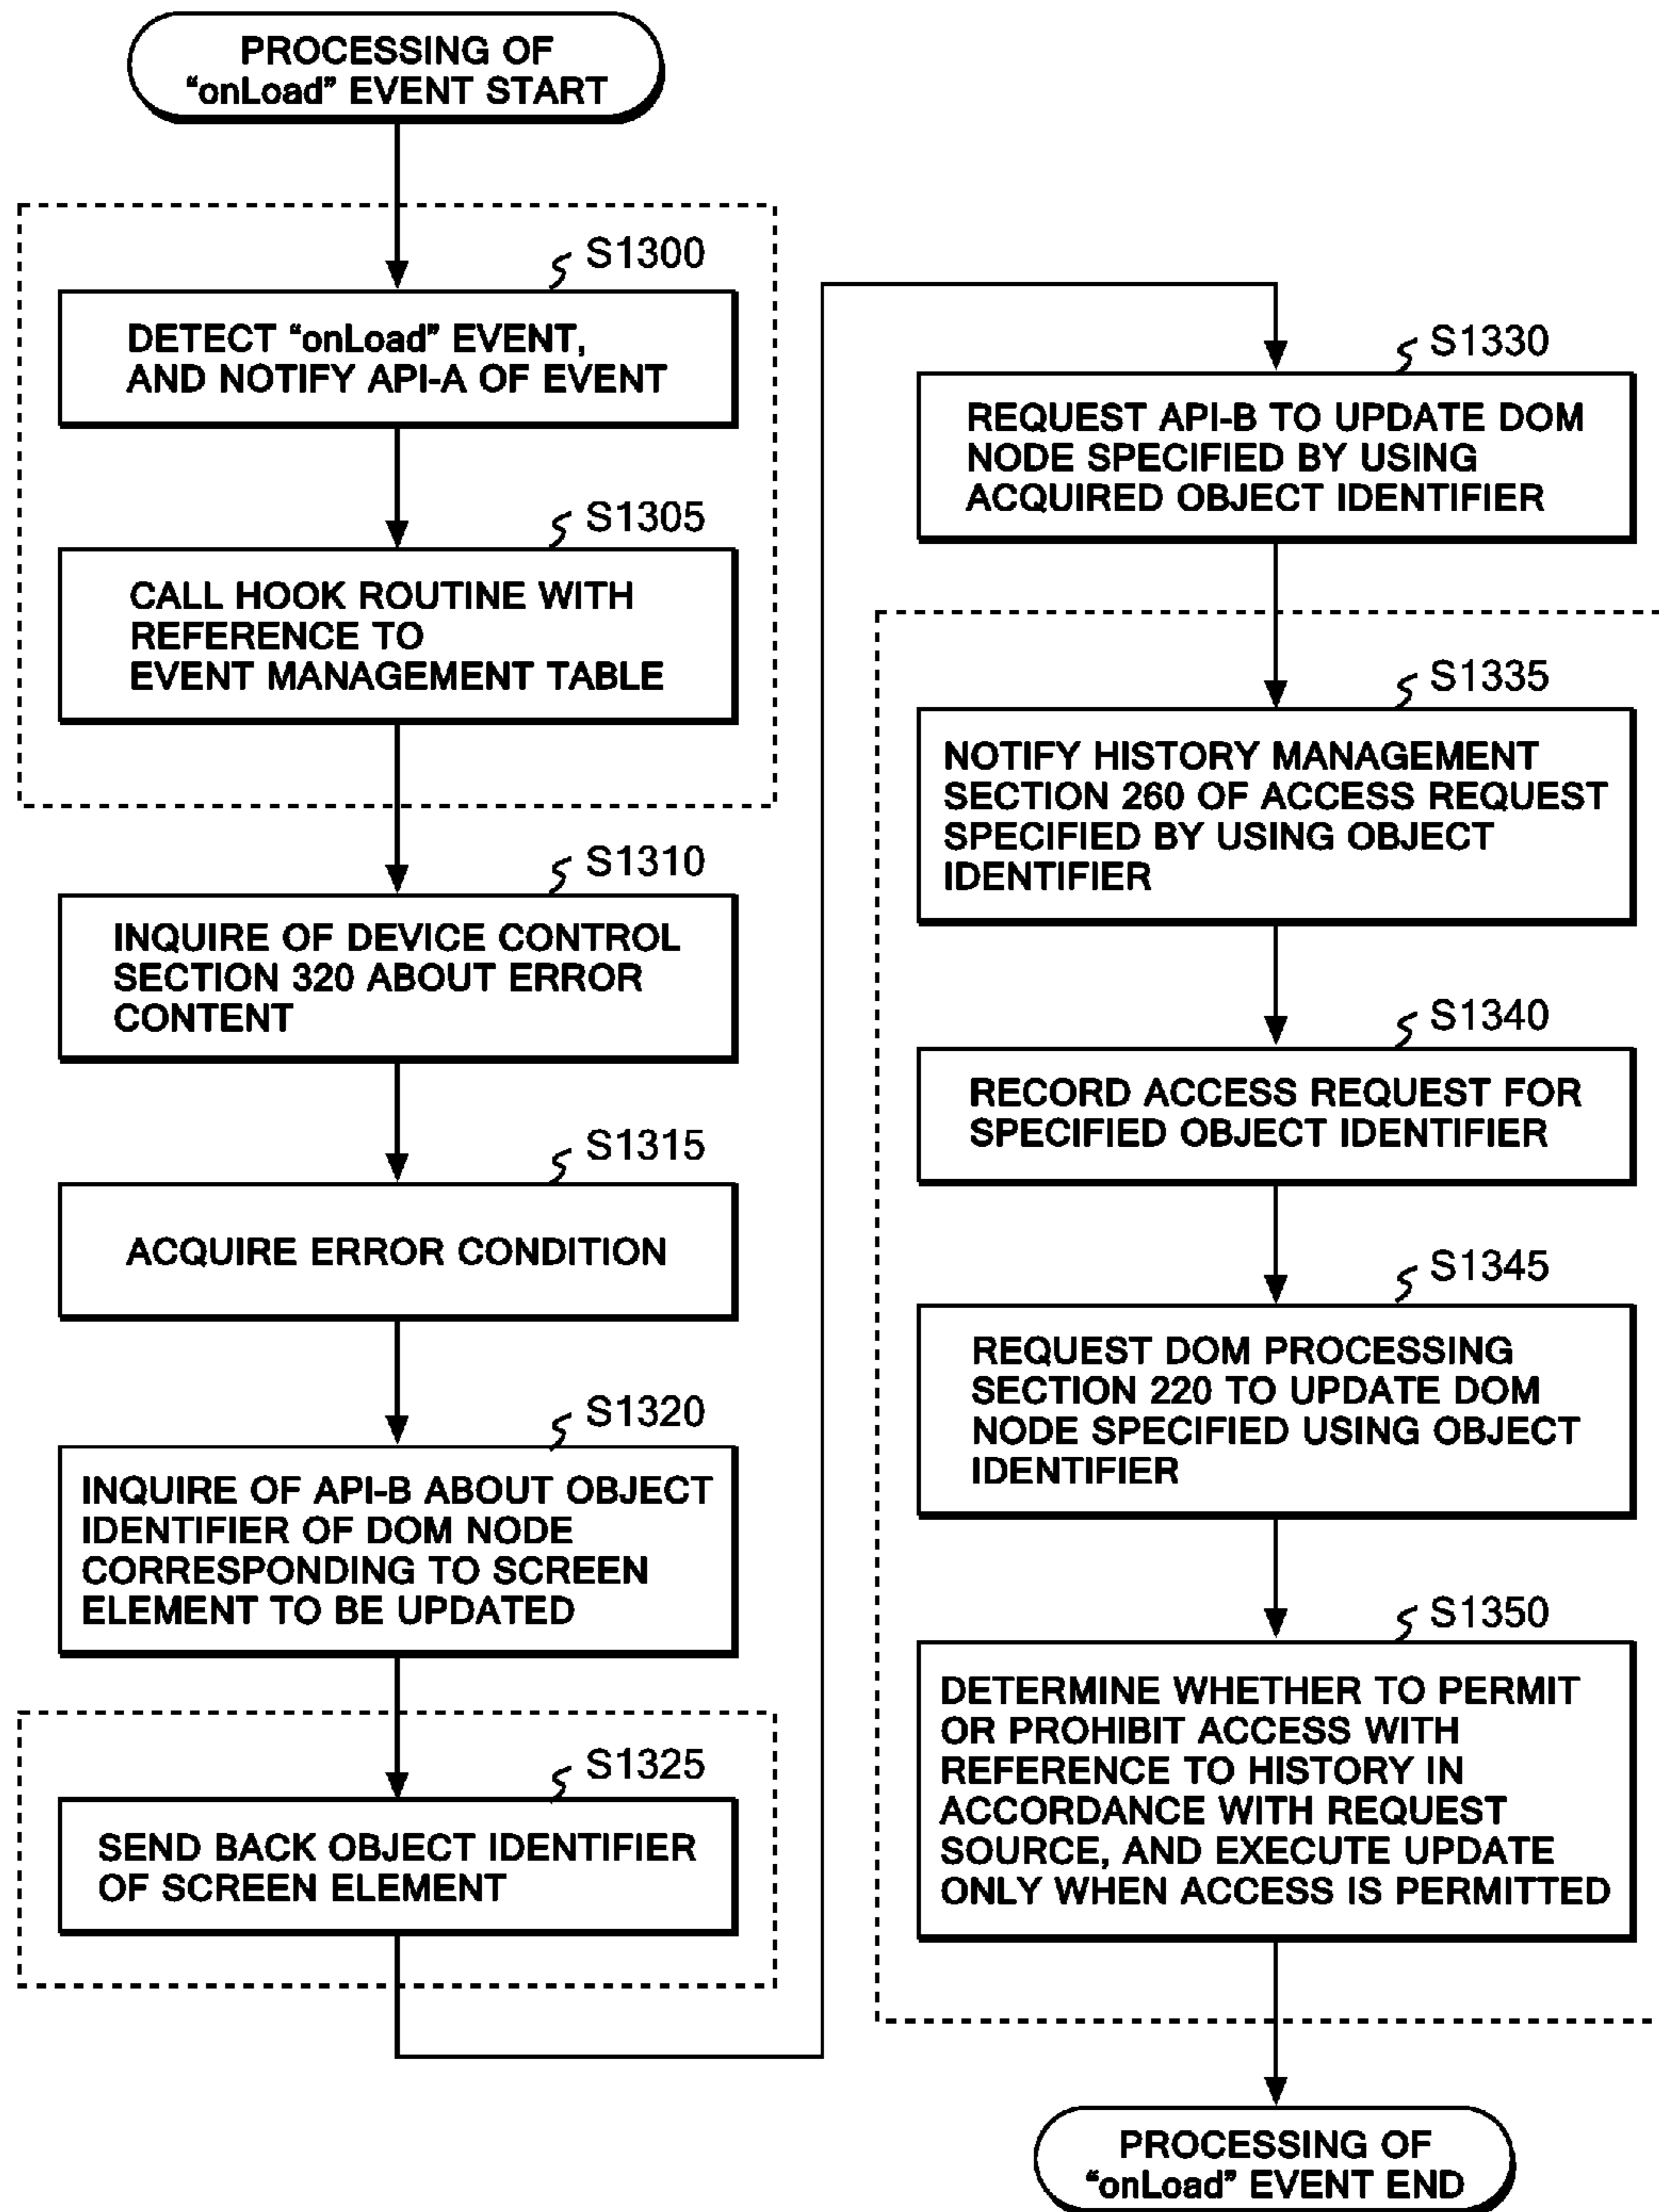 PROCESSING OF
“onLoad” EVENT START
S1300
DETECT “onLoad” EVENT,
AND NOTIFY API-A OF EVENT
S1305
CALL HOOK ROUTINE WITH
REFERENCE TO
EVENT MANAGEMENT TABLE
S1310
INQUIRE OF DEVICE CONTROL
SECTION 320 ABOUT ERROR
CONTENT
S1315
ACQUIRE ERROR CONDITION
S1320
INQUIRE OF API-B ABOUT OBJECT
IDENTIFIER OF DOM NODE
CORRESPONDING TO SCREEN
ELEMENT TO BE UPDATED
S1325
SEND BACK OBJECT IDENTIFIER
OF SCREEN ELEMENT
S1330
REQUEST API-B TO UPDATE DOM
NODE SPECIFIED BY USING
ACQUIRED OBJECT IDENTIFIER
S1335
NOTIFY HISTORY MANAGEMENT
SECTION 260 OF ACCESS REQUEST
SPECIFIED BY USING OBJECT
IDENTIFIER
S1340
RECORD ACCESS REQUEST FOR
SPECIFIED OBJECT IDENTIFIER
S1345
REQUEST DOM PROCESSING
SECTION 220 TO UPDATE DOM
NODE SPECIFIED USING OBJECT
IDENTIFIER
S1350
DETERMINE WHETHER TO PERMIT
OR PROHIBIT ACCESS WITH
REFERENCE TO HISTORY IN
ACCORDANCE WITH REQUEST
SOURCE, AND EXECUTE UPDATE
ONLY WHEN ACCESS IS PERMITTED
PROCESSING OF
“onLoad” EVENT END